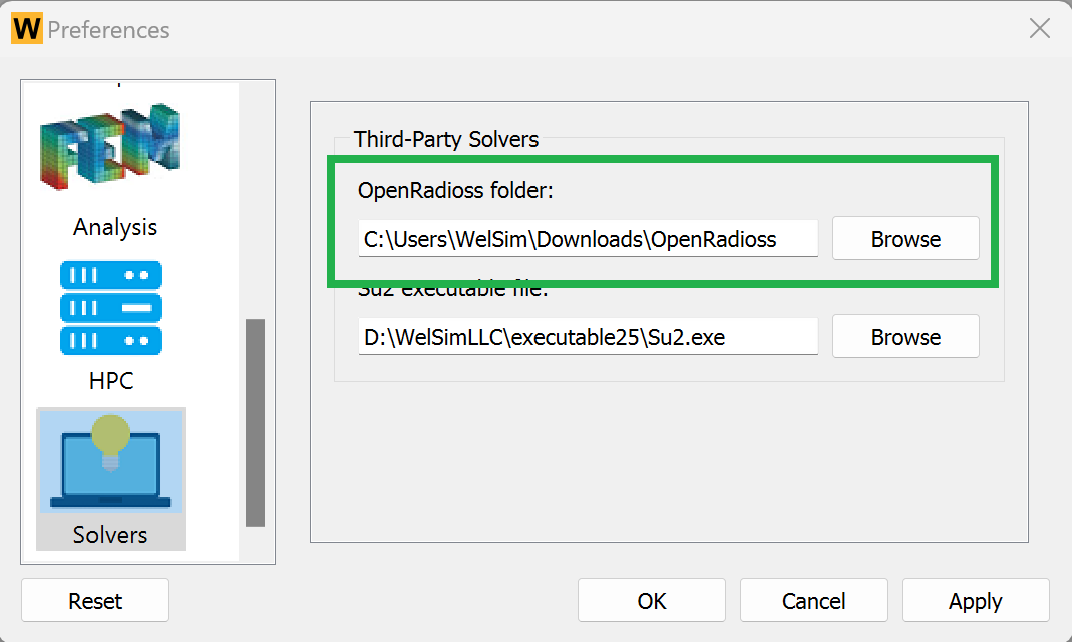 W Preferences
FEM
Analysis
HPC
Solvers
Third-Party Solvers
OpenRadioss folder:
C:\Users\WelSim\Downloads\OpenRadioss
Browse
Su2 executable file:
D:\WelSimLLC\executable25\Su2.exe
Browse
Reset
OK
Cancel
Apply